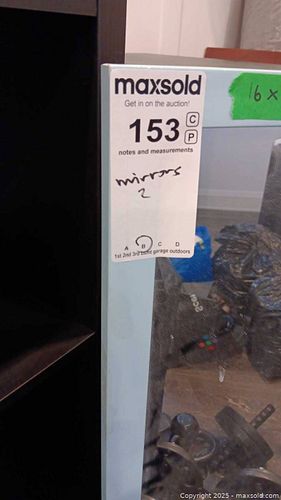 maxsold
Get in on the auction!
153 C
P
notes and measurements
mirrors
2
A B C D
1st 2nd 3rd bsmt garage outdoors
16 x
Copyright © 2025 - maxsold.com